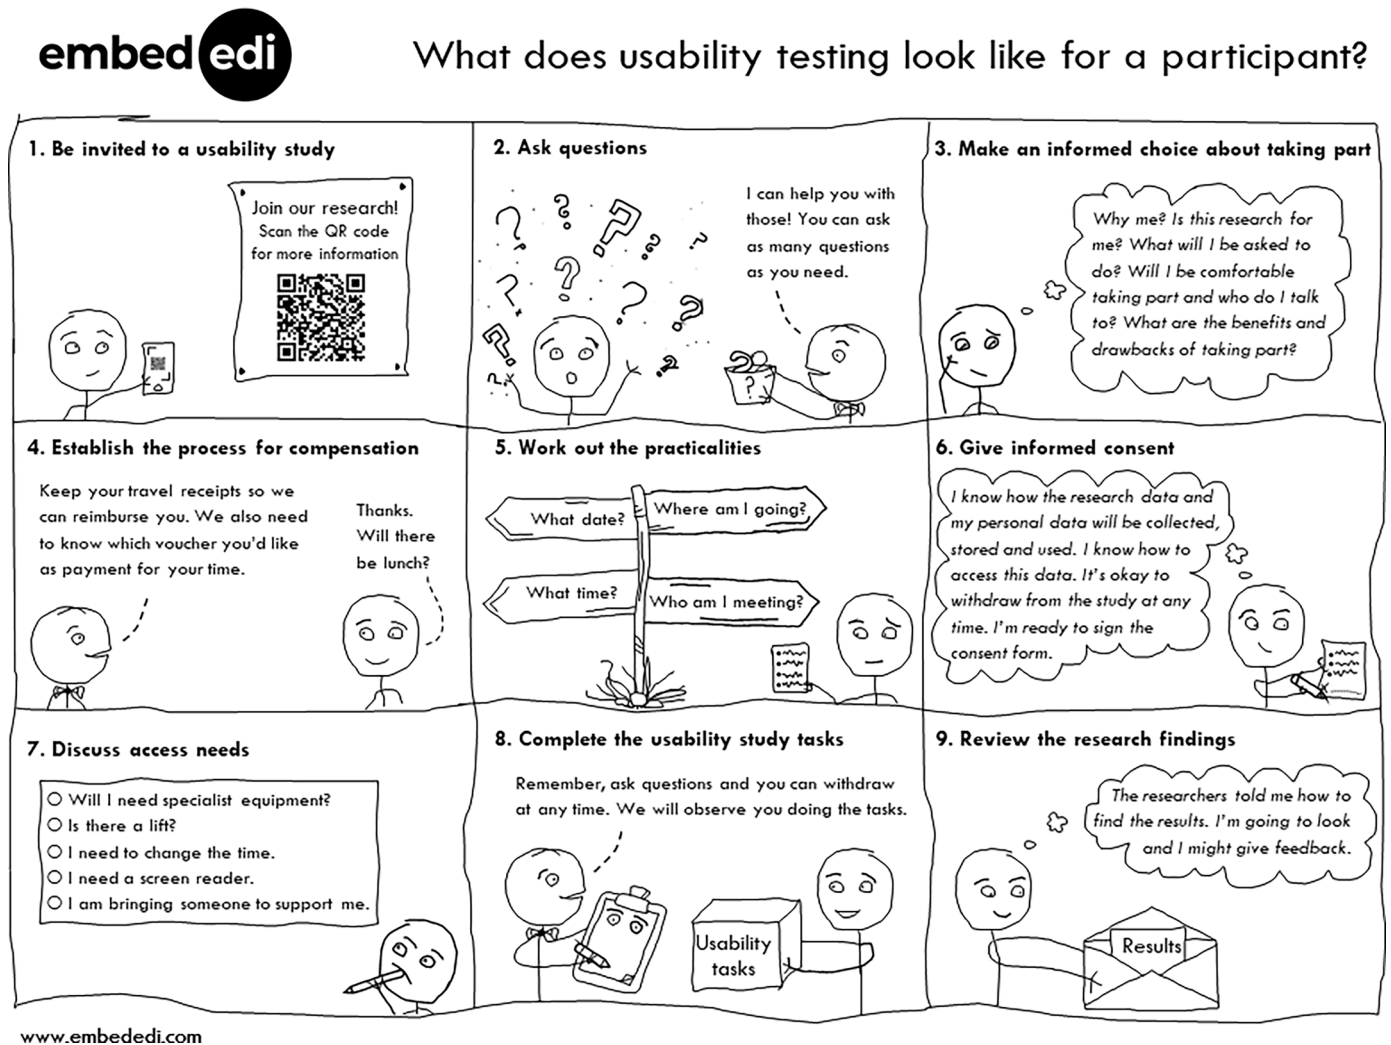 embed edi
What does usability testing look like for a participant?
1. Be invited to a usability study
Join our research!
Scan the QR code
for more information
2. Ask questions
I can help you with
those! You can ask
as many questions
as you need.
?
3. Make an informed choice about taking part
Why me? Is this research for
me? What will I be asked to
do? Will I be comfortable
taking part and who do I talk
to? What are the benefits and
drawbacks of taking part?
4. Establish the process for compensation
Keep your travel receipts so we
can reimburse you. We also need
to know which voucher you'd like
as payment for your time.
Thanks.
Will there
be lunch?
5. Work out the practicalities
What date?
Where am I going?
What time?
Who am I meeting?
6. Give informed consent
I know how the research data and
my personal data will be collected,
stored and used. I know how to
access this data. It's okay to
withdraw from the study at any
time. I'm ready to sign the
consent form.
7. Discuss access needs
Will I need specialist equipment?
Is there a lift?
I need to change the time.
I need a screen reader.
I am bringing someone to support me.
8. Complete the usability study tasks
Remember, ask questions and you can withdraw
at any time. We will observe you doing the tasks.
Usability
tasks
9. Review the research findings
The researchers told me how to
find the results. I'm going to look
and I might give feedback.
Results
www.embededi.com